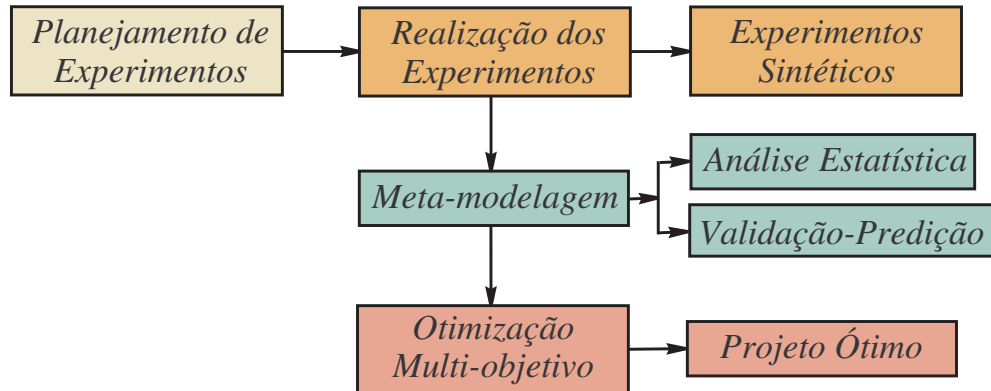 Planejamento de
Experimentos
Realização dos
Experimentos
Experimentos
Sintéticos
Meta-modelagem
Análise Estatística
Validação-Predição
Otimização
Multi-objetivo
Projeto Ótimo